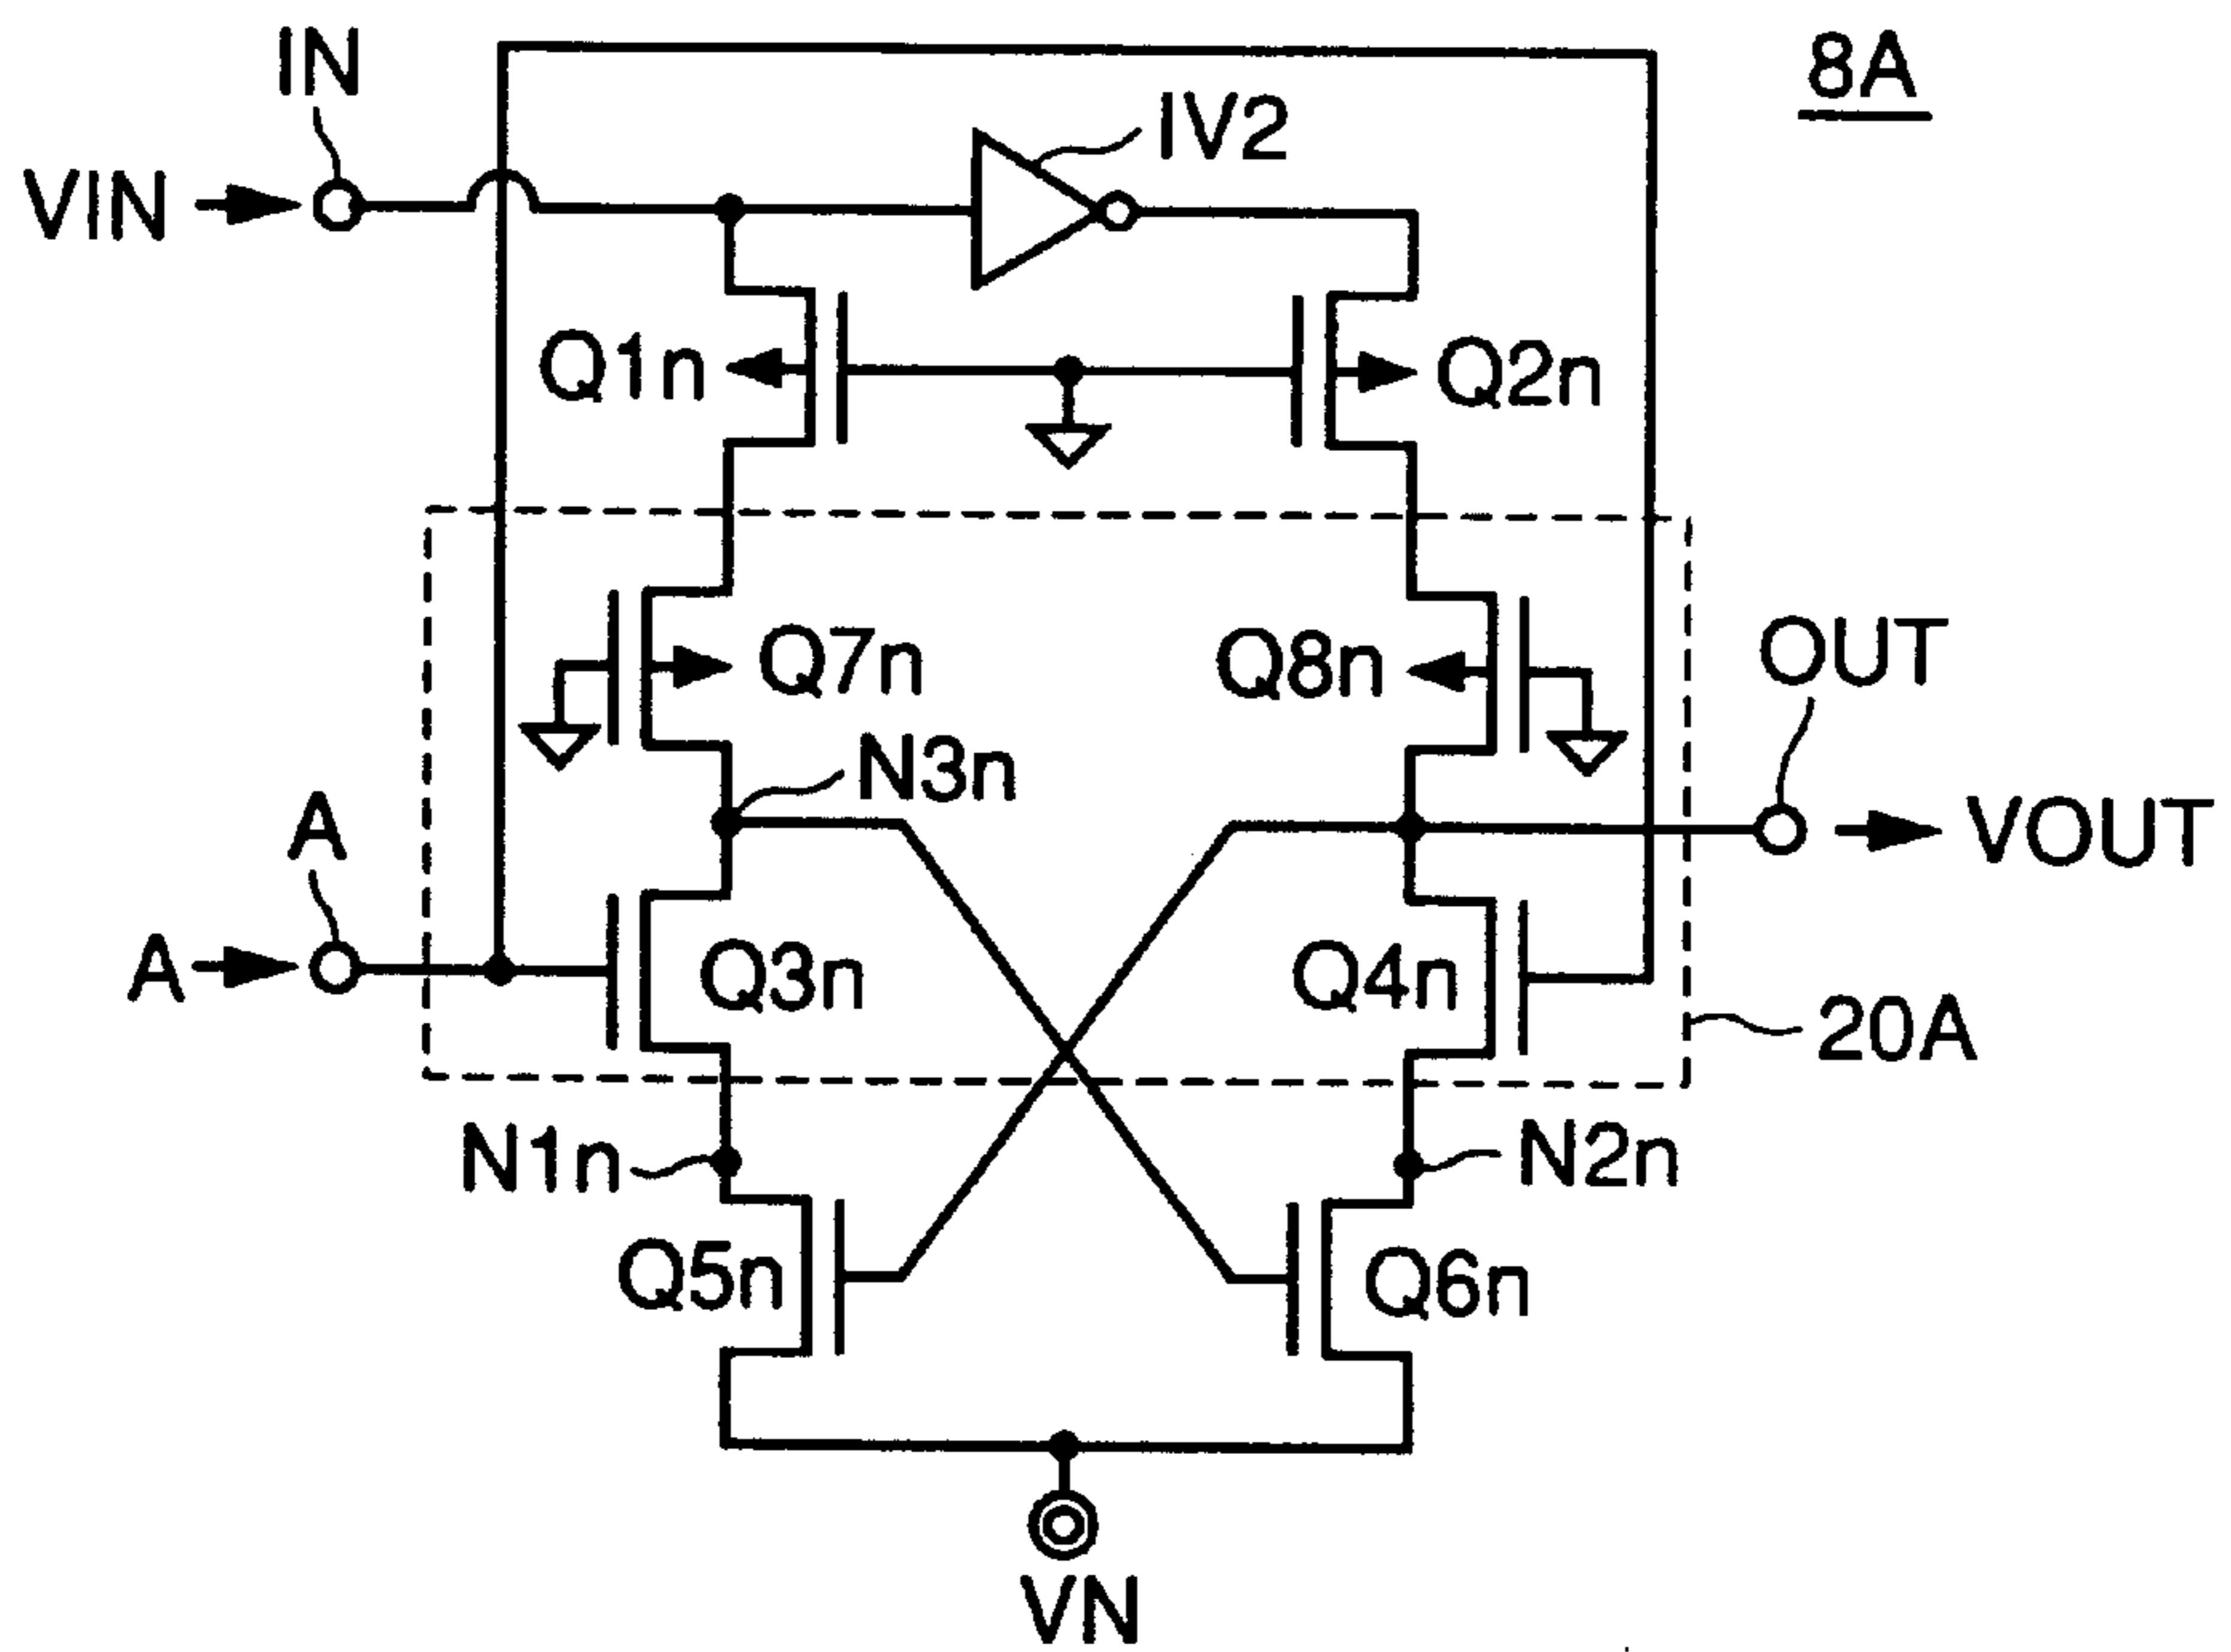 IN
8A
IV2
VIN
Q1n
Q2n
Q7n
Q8n
OUT
N3n
A
VOUT
A
Q3n
Q4n
20A
N1n
N2n
Q5n
Q6n
VN